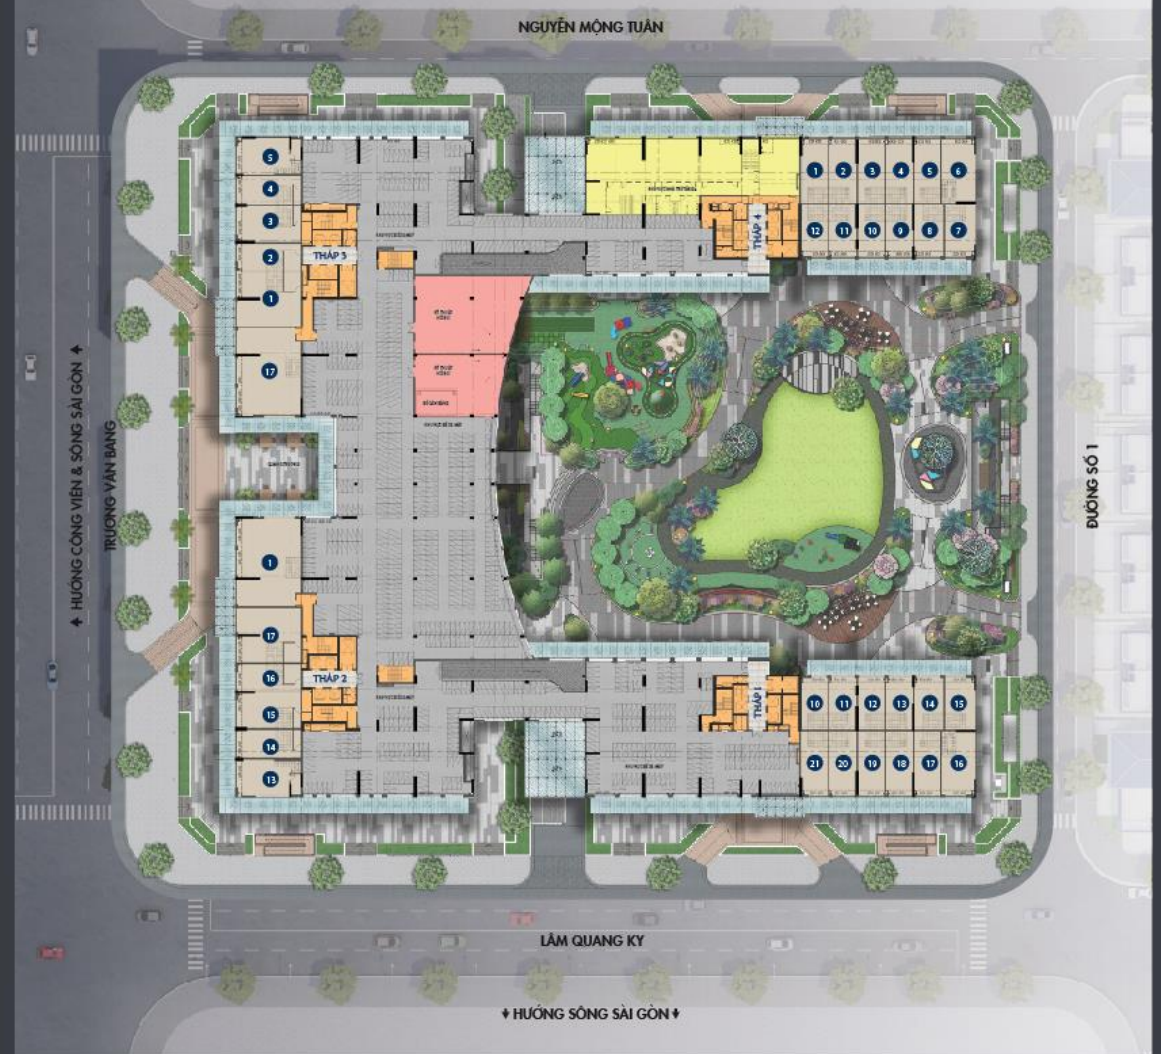 NGUYỄN MỘNG TUÂN
5
4
3
2
1
17
THÁP 3
THÁP 4
1 2 3 4 5 6
12 11 10 9 8 7
HƯỚNG CÔNG VIÊN & SÔNG SÀI GÒN
TRƯƠNG VĂN BANG
ĐƯỜNG SỐ 1
1
17
16
15
14
13
THÁP 2
THÁP 1
10 11 12 13 14 15
21 20 19 18 17 16
LÂM QUANG KY
HƯỚNG SÔNG SÀI GÒN